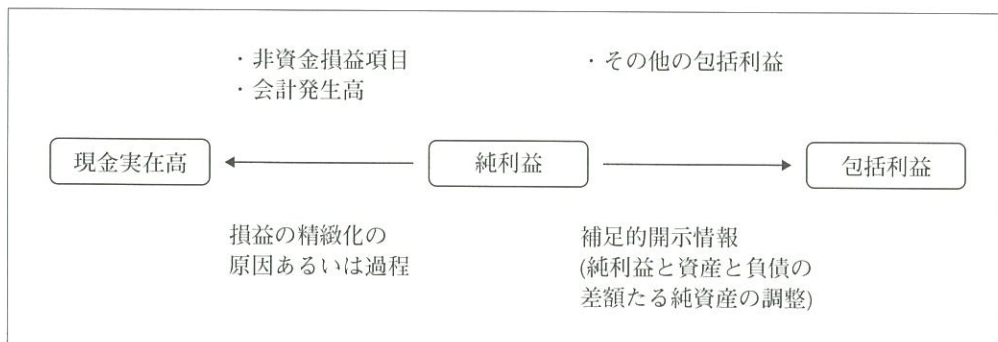 ・非資金損益項目
・会計発生高
・その他の包括利益
現金実在高
純利益
包括利益
損益の精緻化の
原因あるいは過程
補足的開示情報
(純利益と資産と負債の
差額たる純資産の調整)